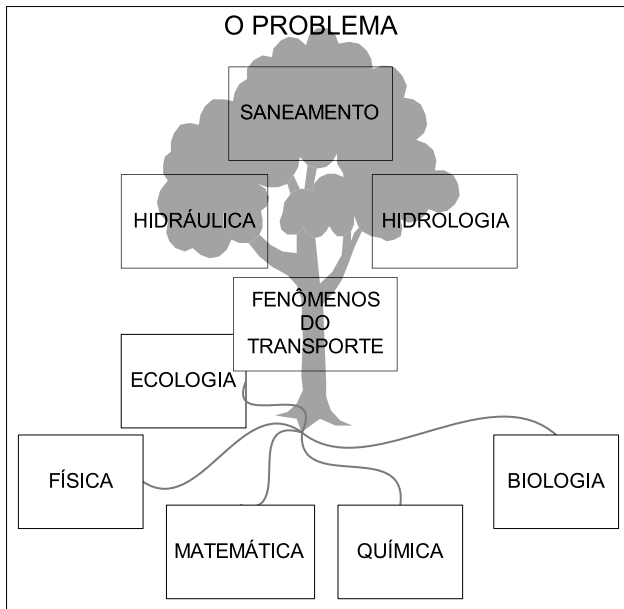 O PROBLEMA
SANEAMENTO
HIDRÁULICA
HIDROLOGIA
FENÔMENOS
DO
TRANSPORTE
ECOLOGIA
FÍSICA
BIOLOGIA
MATEMÁTICA
QUÍMICA